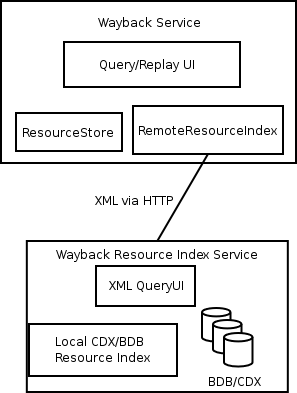 Wayback Service
Query/Replay UI
ResourceStore
RemoteResourceIndex
XML via HTTP
Wayback Resource Index Service
XML QueryUI
Local CDX/BDB
Resource Index
BDB/CDX